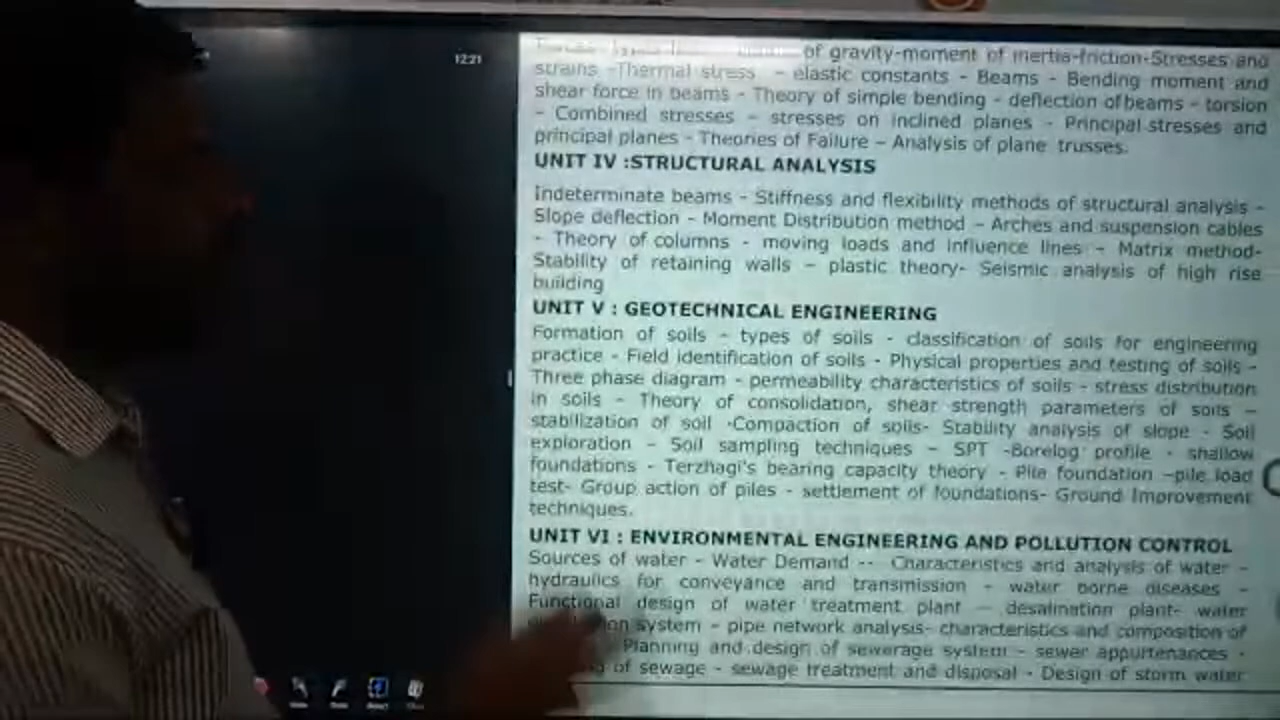 12:21
of gravity-moment of inertia-friction-Stresses and
strains -Thermal stress – elastic constants - Beams - Bending moment and
shear force in beams - Theory of simple bending - deflection of beams - torsion
- Combined stresses – stresses on inclined planes - Principal stresses and
principal planes - Theories of Failure – Analysis of plane trusses.
UNIT IV :STRUCTURAL ANALYSIS
Indeterminate beams - Stiffness and flexibility methods of structural analysis -
Slope deflection - Moment Distribution method – Arches and suspension cables
- Theory of columns - moving loads and influence lines – Matrix method-
Stability of retaining walls – plastic theory- Seismic analysis of high rise
building
UNIT V : GEOTECHNICAL ENGINEERING
Formation of soils - types of soils - classification of soils for engineering
practice - Field identification of soils - Physical properties and testing of soils -
Three phase diagram - permeability characteristics of soils - stress distribution
in soils - Theory of consolidation, shear strength parameters of soils –
stabilization of soil -Compaction of soils- Stability analysis of slope - Soil
exploration – Soil sampling techniques – SPT -Borelog profile - shallow
foundations - Terzhagi's bearing capacity theory - Pile foundation –pile load
test- Group action of piles - settlement of foundations- Ground Improvement
techniques.
UNIT VI : ENVIRONMENTAL ENGINEERING AND POLLUTION CONTROL
Sources of water - Water Demand -- Characteristics and analysis of water -
hydraulics for conveyance and transmission - water borne diseases -
Functional design of water treatment plant – desalination plant- water
system – pipe network analysis- characteristics and composition of
Planning and design of sewerage system – sewer appurtenances -
of sewage - sewage treatment and disposal - Design of storm water